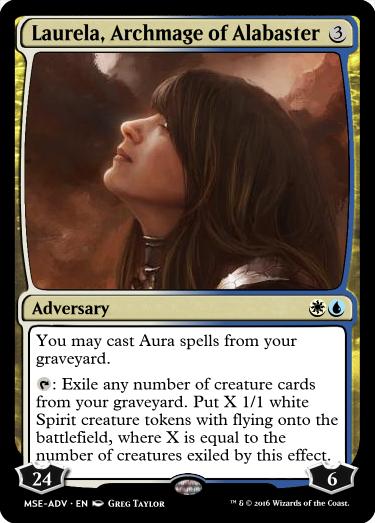 Laurela, Archmage of Alabaster 3
Adversary
You may cast Aura spells from your
graveyard.
: Exile any number of creature cards
from your graveyard. Put X 1/1 white
Spirit creature tokens with flying onto the
battlefield, where X is equal to the
number of creatures exiled by this effect.
24
6
MSE-ADV • EN Greg Taylor
™ & © 2016 Wizards of the Coast.